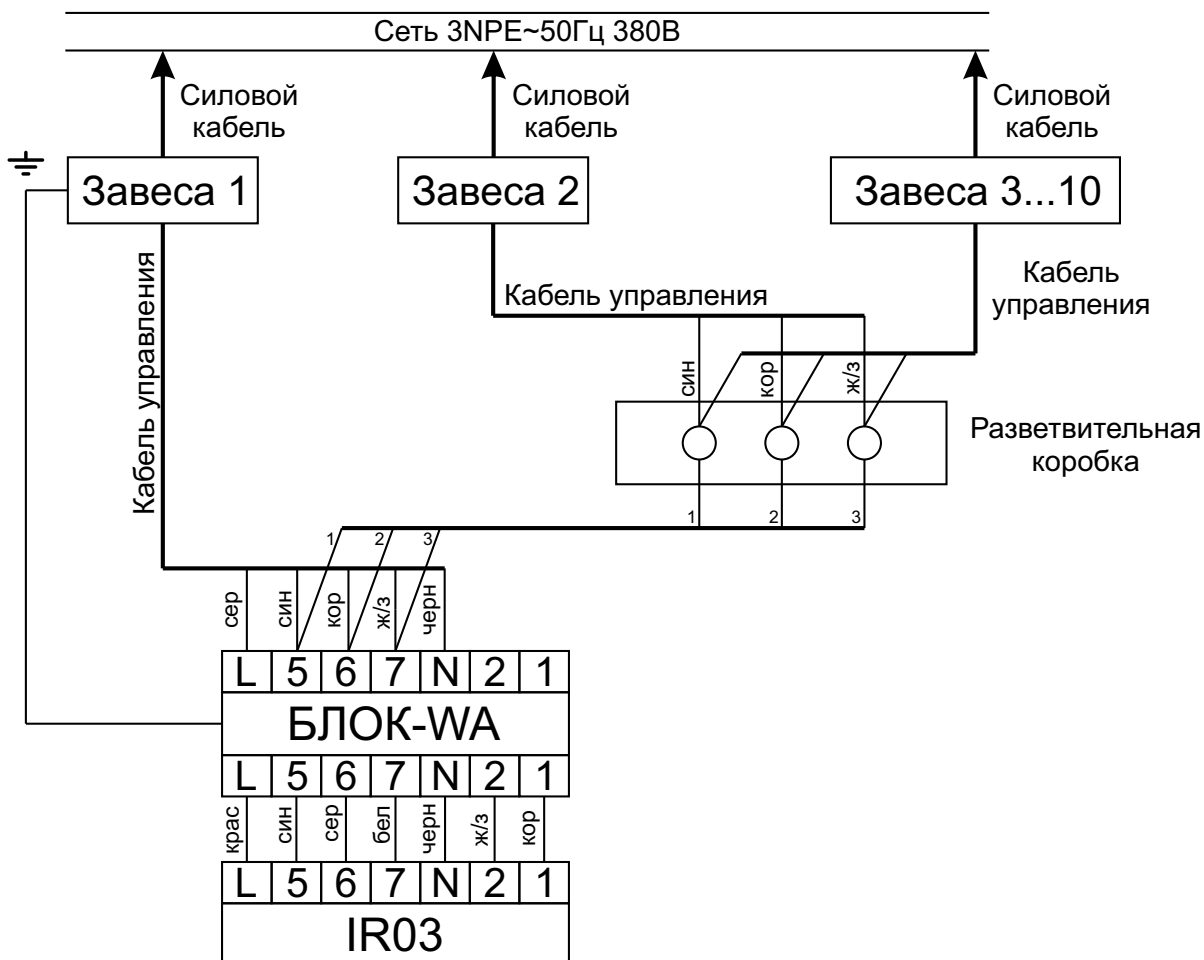 Сеть 3NPE~50Гц 380В
Силовой
кабель
Силовой
кабель
Силовой
кабель
Завеса 1
Завеса 2
Завеса 3...10
Кабель управления
Кабель управления
Кабель
управления
син
кор
ж/з
Разветвительная
коробка
1
2
3
1
2
3
сер
син
кор
ж/з
черн
L 5 6 7 N 2 1
БЛОК-WA
L 5 6 7 N 2 1
крас
син
сер
бел
черн
ж/з
кор
L 5 6 7 N 2 1
IR03